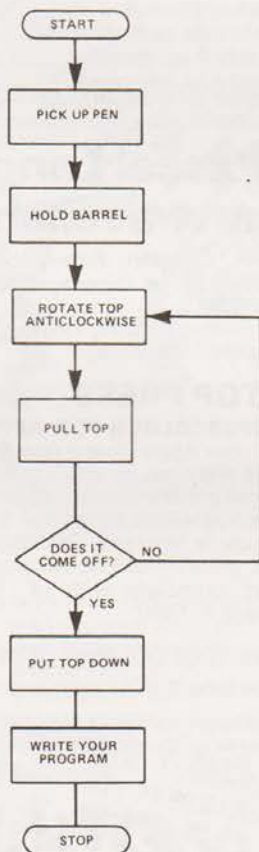 START
PICK UP PEN
HOLD BARREL
ROTATE TOP
ANTICLOCKWISE
PULL TOP
DOES IT
COME OFF?
NO
YES
PUT TOP DOWN
WRITE YOUR
PROGRAM
STOP